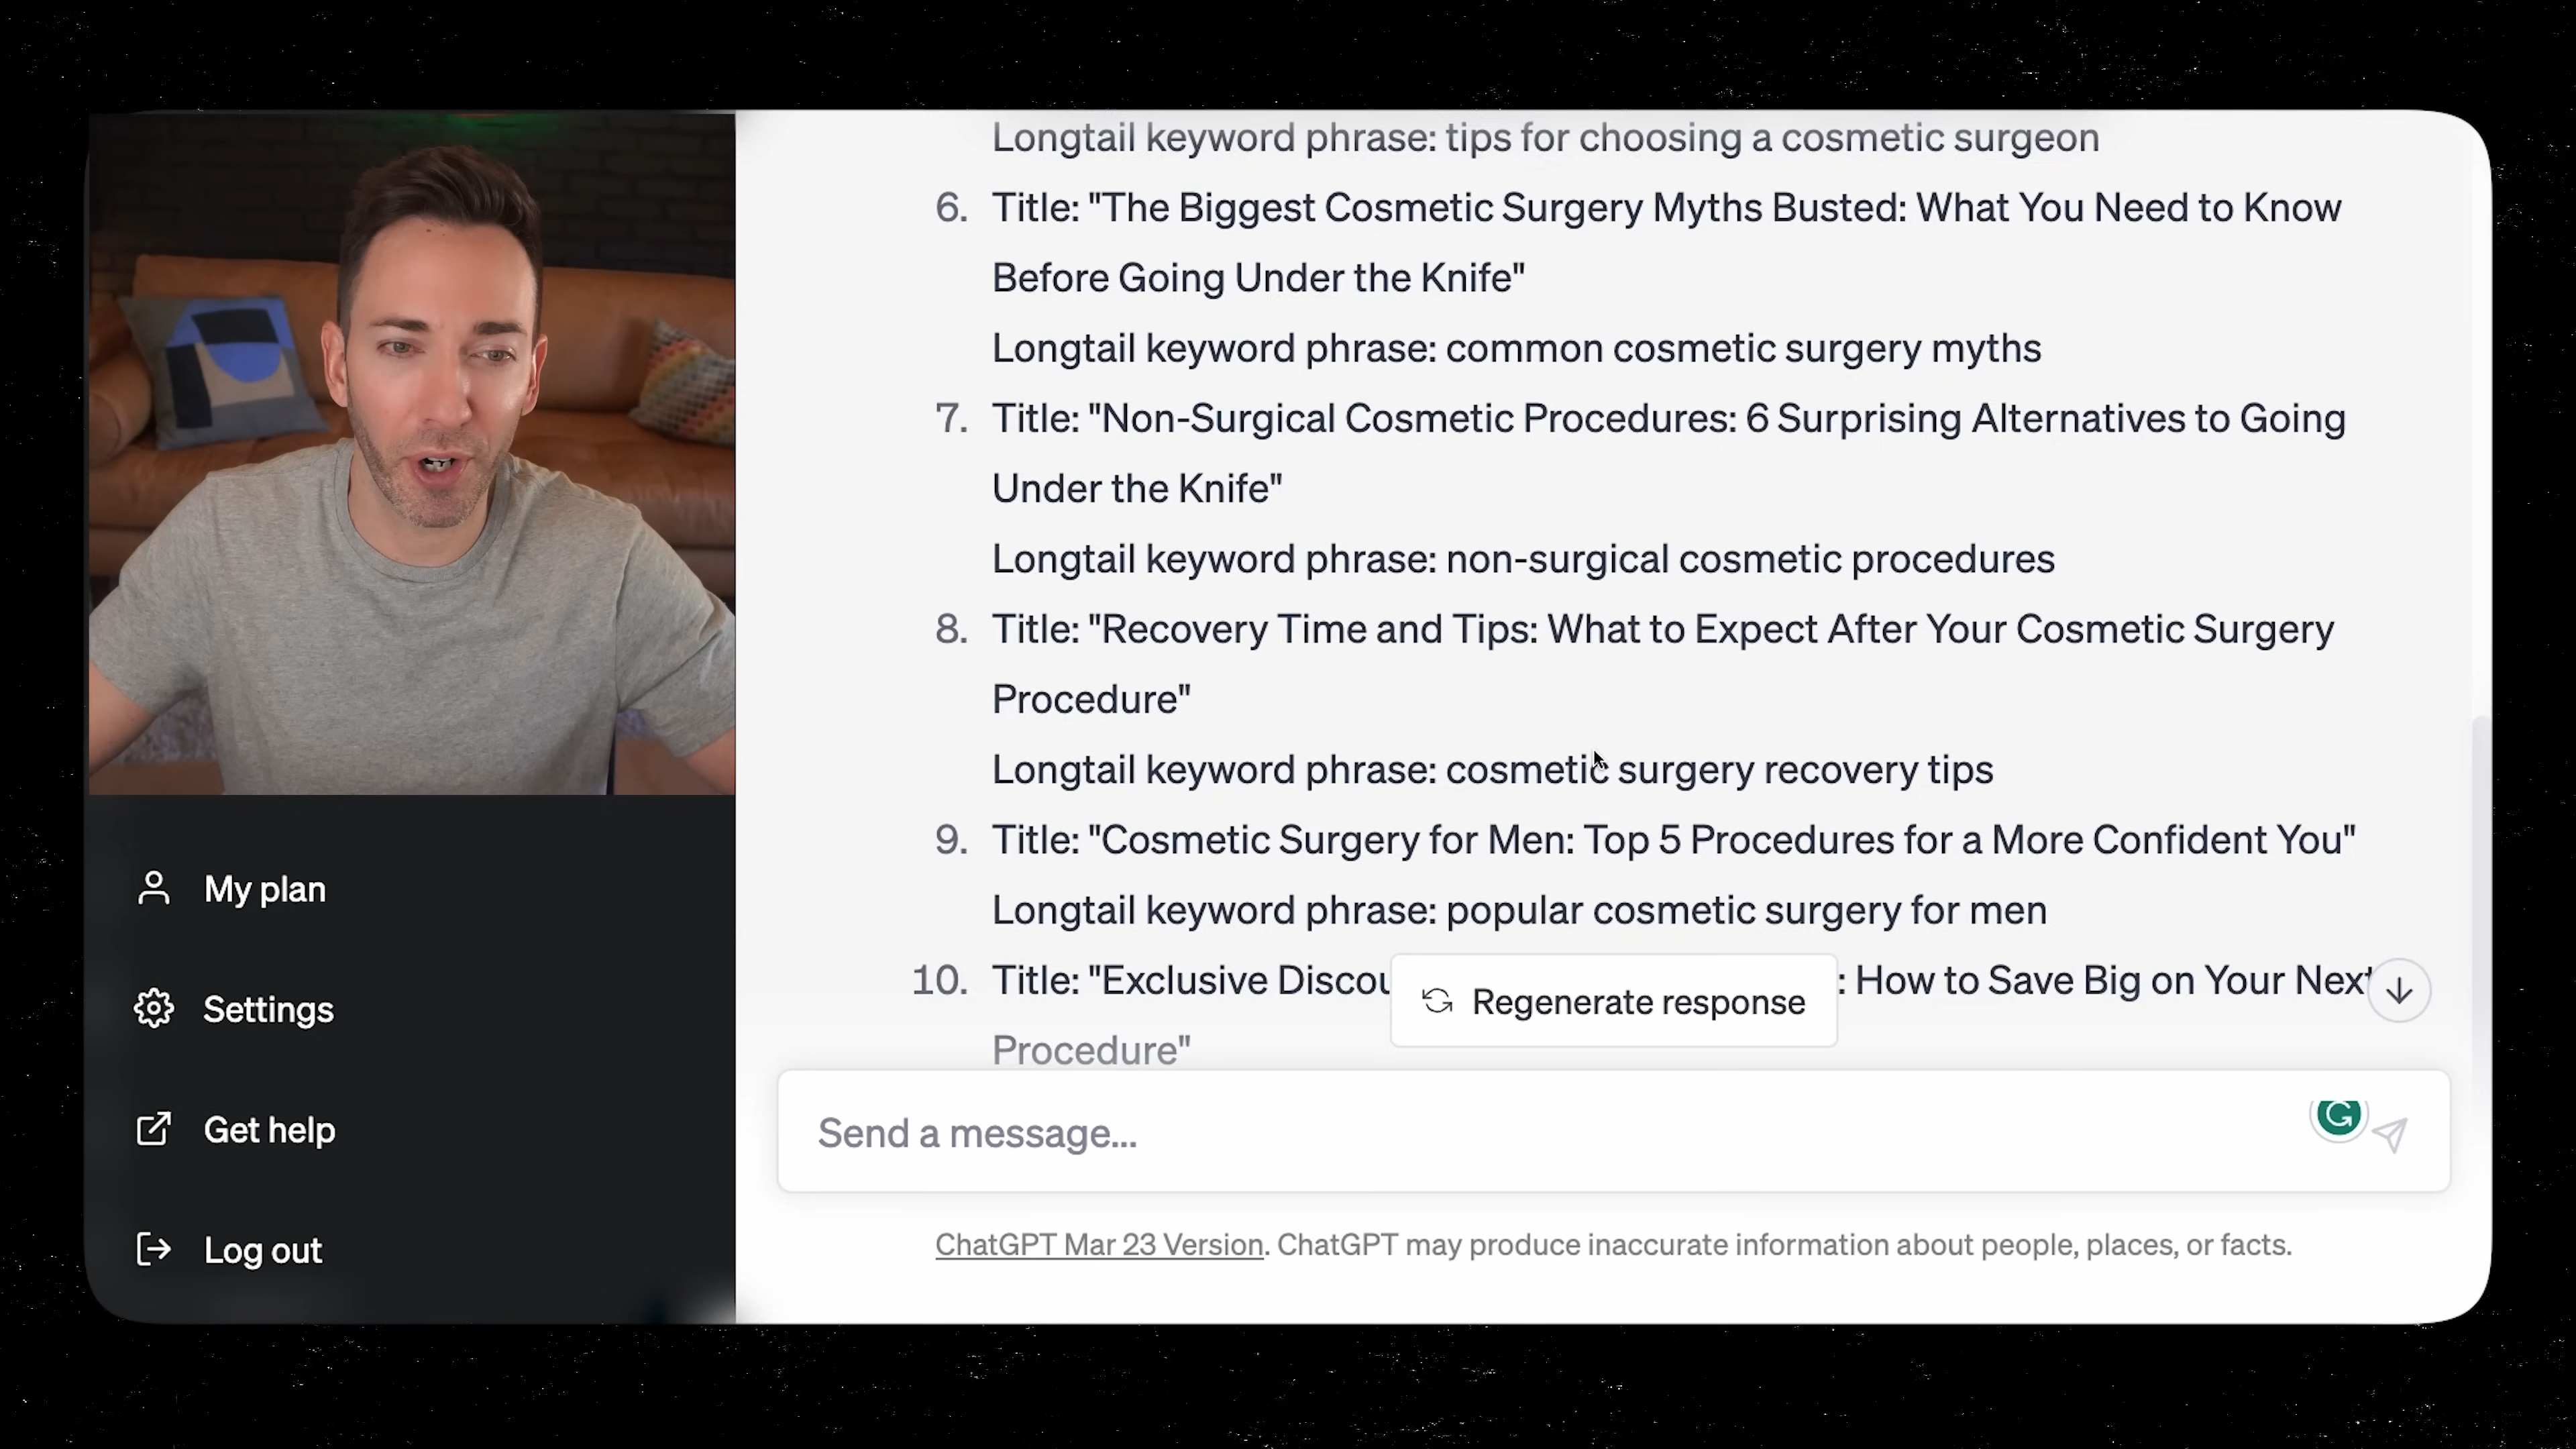 Longtail keyword phrase: tips for choosing a cosmetic surgeon
6. Title: "The Biggest Cosmetic Surgery Myths Busted: What You Need to Know
Before Going Under the Knife"
Longtail keyword phrase: common cosmetic surgery myths
7. Title: "Non-Surgical Cosmetic Procedures: 6 Surprising Alternatives to Going
Under the Knife"
Longtail keyword phrase: non-surgical cosmetic procedures
8. Title: "Recovery Time and Tips: What to Expect After Your Cosmetic Surgery
Procedure"
Longtail keyword phrase: cosmetic surgery recovery tips
9. Title: "Cosmetic Surgery for Men: Top 5 Procedures for a More Confident You"
Longtail keyword phrase: popular cosmetic surgery for men
10. Title: "Exclusive : How to Save Big on Your Next
Procedure"
Regenerate response
Send a message...
ChatGPT Mar 23 Version. ChatGPT may produce inaccurate information about people, places, or facts.
My plan
Settings
Get help
Log out